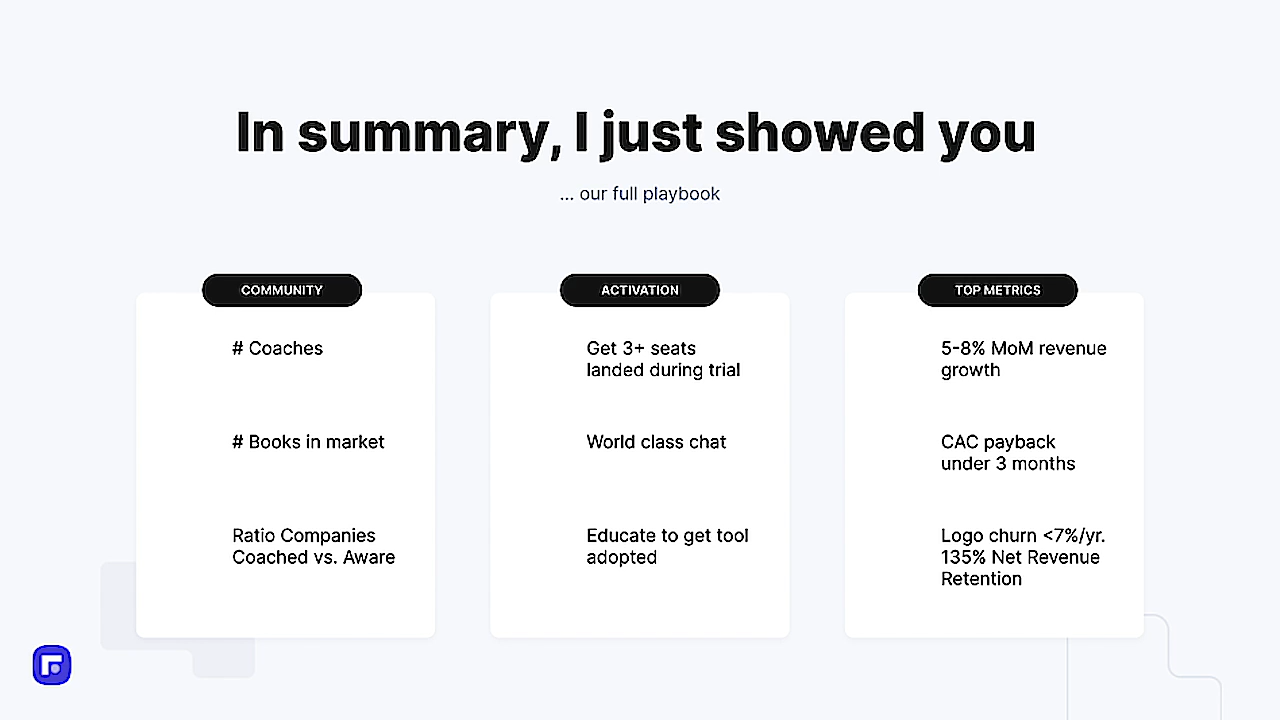 In summary, I just showed you
... our full playbook
COMMUNITY
# Coaches
# Books in market
Ratio Companies
Coached vs. Aware
ACTIVATION
Get 3+ seats
landed during trial
World class chat
Educate to get tool
adopted
TOP METRICS
5-8% MoM revenue
growth
CAC payback
under 3 months
Logo churn <7%/yr.
135% Net Revenue
Retention